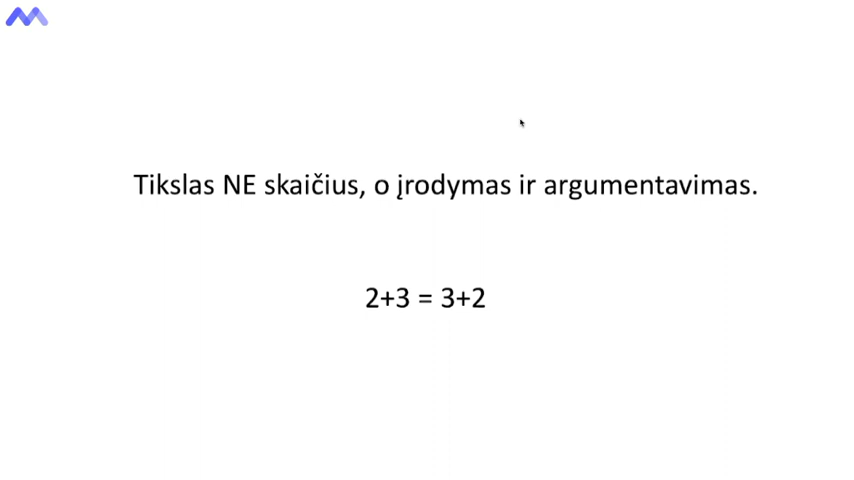 Tikslas NE skaičius, o įrodymas ir argumentavimas.
2+3 = 3+2